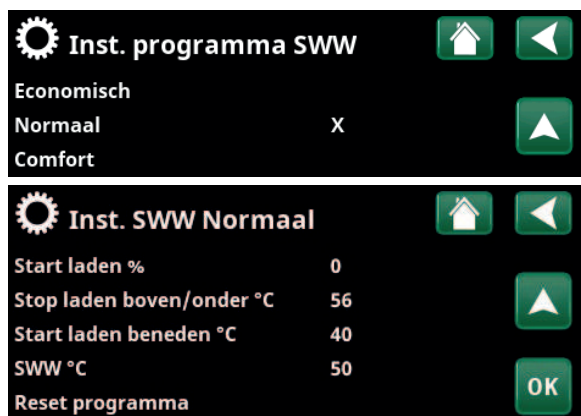 Inst. programma SWW
Economisch
Normaal X
Comfort
Inst. SWW Normaal
Start laden % 0
Stop laden boven/onder °C 56
Start laden beneden °C 40
SWW °C 50
Reset programma
OK